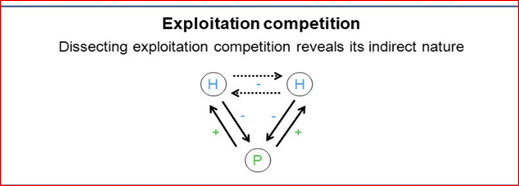 Exploitation competition
Dissecting exploitation competition reveals its indirect nature
H - H
- -
+ +
P